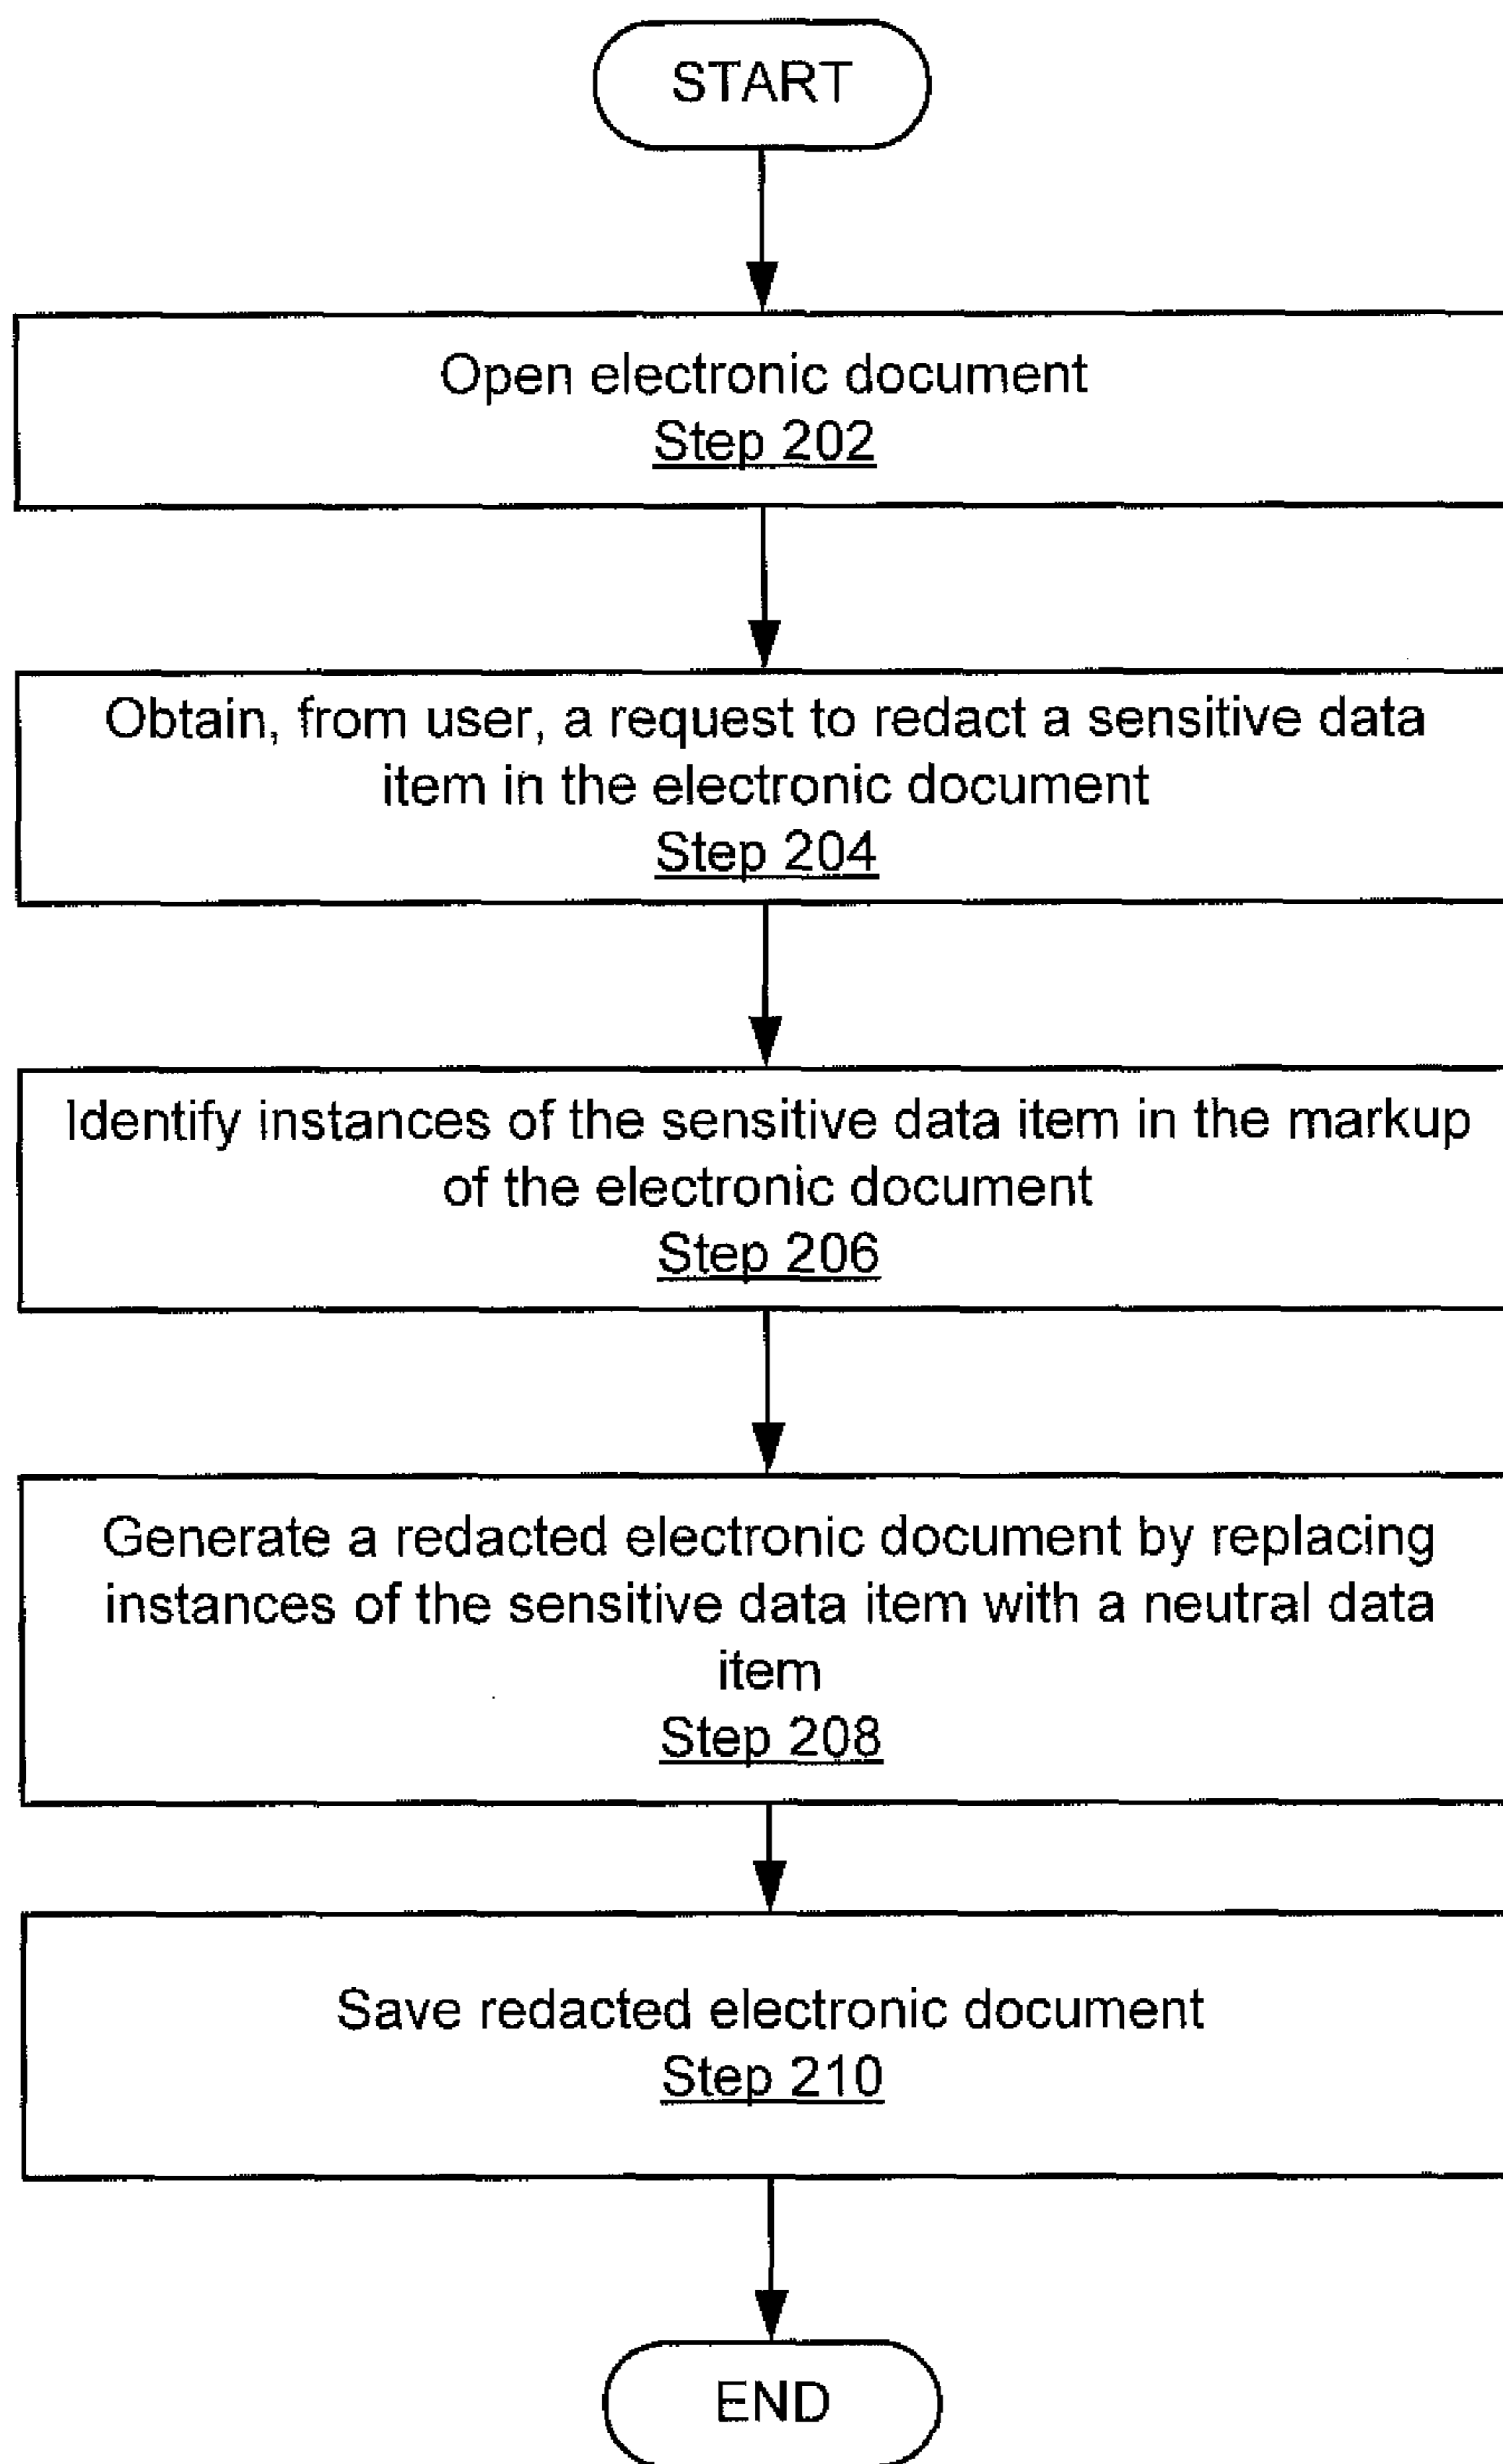 START
Open electronic document
Step 202
Obtain, from user, a request to redact a sensitive data
item in the electronic document
Step 204
Identify instances of the sensitive data item in the markup
of the electronic document
Step 206
Generate a redacted electronic document by replacing
instances of the sensitive data item with a neutral data
item
Step 208
Save redacted electronic document
Step 210
END